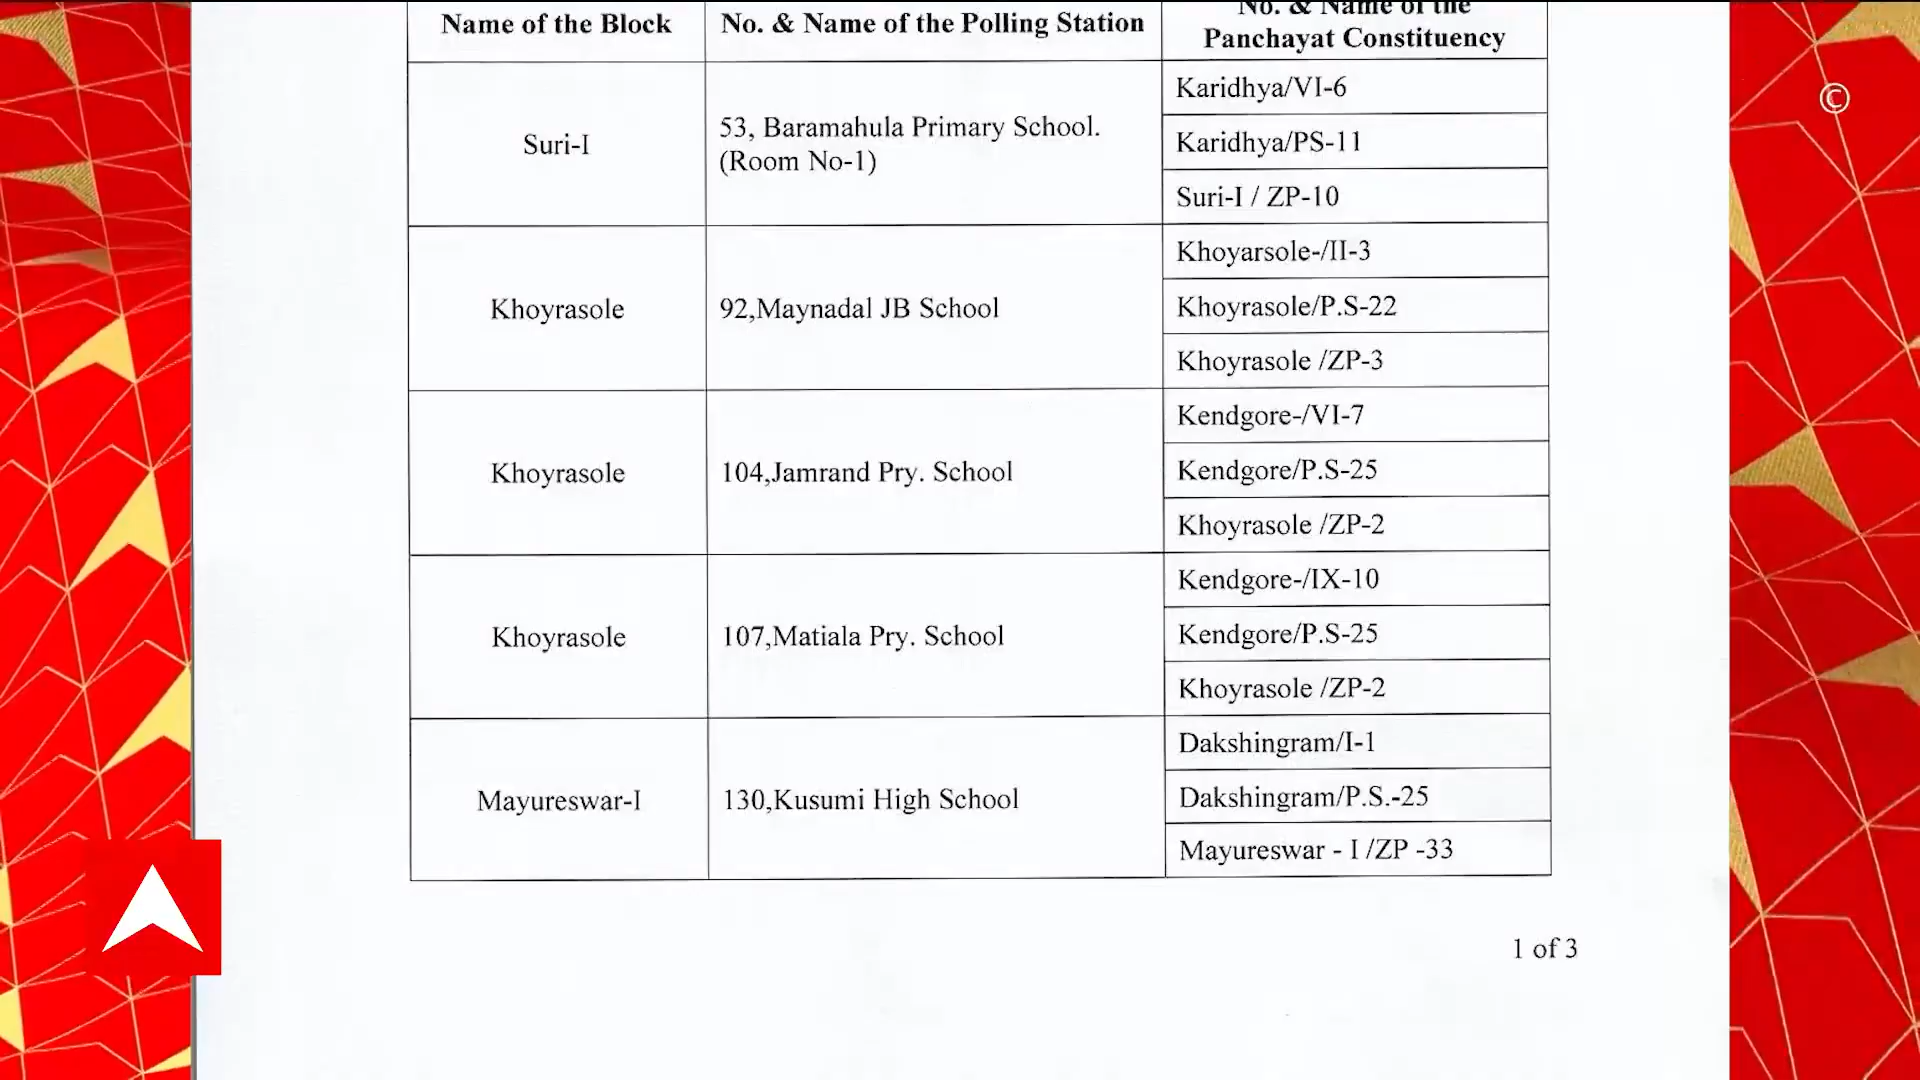 Name of the Block
No. & Name of the Polling Station
No. & Name of the
Panchayat Constituency
Suri-I
53, Baramahula Primary School.
(Room No-1)
Karidhya/VI-6
Karidhya/PS-11
Suri-I / ZP-10
Khoyrasole
92,Maynadal JB School
Khoyarsole-/II-3
Khoyrasole/P.S-22
Khoyrasole /ZP-3
Khoyrasole
104,Jamrand Pry. School
Kendgore-/VI-7
Kendgore/P.S-25
Khoyrasole /ZP-2
Khoyrasole
107,Matiala Pry. School
Kendgore-/IX-10
Kendgore/P.S-25
Khoyrasole /ZP-2
Mayureswar-I
130,Kusumi High School
Dakshingram/I-1
Dakshingram/P.S.-25
Mayureswar - I /ZP -33
1 of 3
©